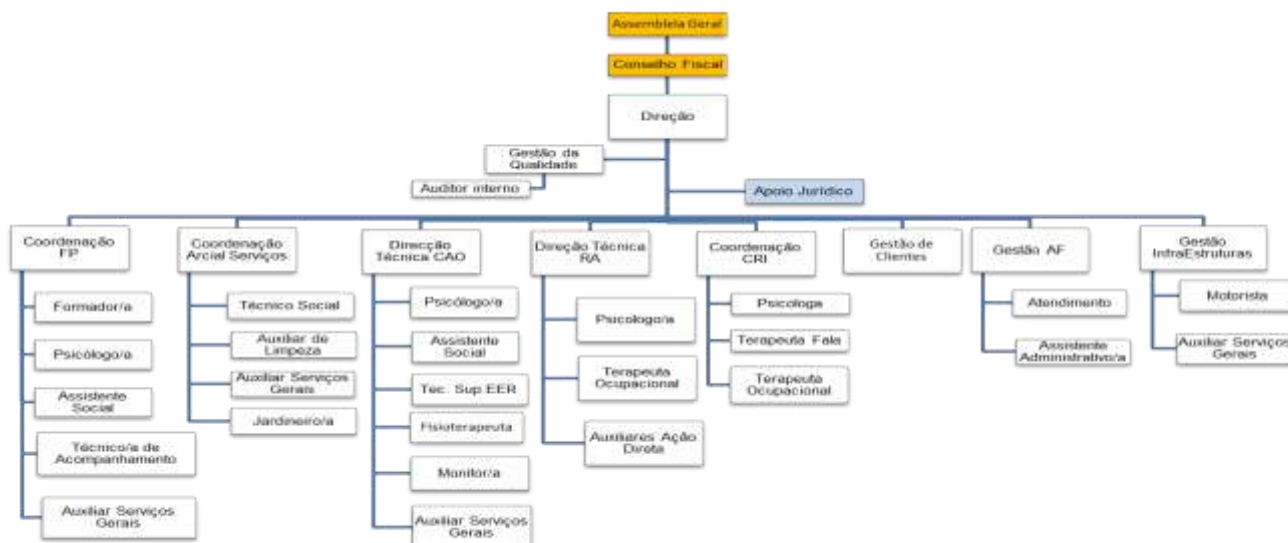 Assembleia Geral
Conselho Fiscal
Direção
Gestão da
Qualidade
Auditor interno
Apoio Jurídico
Coordenação
FP
Formador/a
Psicólogo/a
Assistente
Social
Técnico/a de
Acompanhamento
Auxiliar Serviços
Gerais
Coordenação
Arcial Serviços
Técnico Social
Auxiliar de
Limpeza
Auxiliar Serviços
Gerais
Jardineiro/a
Direcção
Técnica CAO
Psicólogo/a
Assistente
Social
Tec. Sup EER
Fisioterapeuta
Monitor/a
Auxiliar Serviços
Gerais
Direção Técnica
RA
Psicologo/a
Terapeuta
Ocupacional
Auxiliares Ação
Direta
Coordenação
CRI
Psicologa
Terapeuta Fala
Terapeuta
Ocupacional
Gestão de
Clientes
Gestão AF
Atendimento
Assistente
Administrativo/a
Gestão
InfraEstruturas
Motorista
Auxiliar Serviços
Gerais